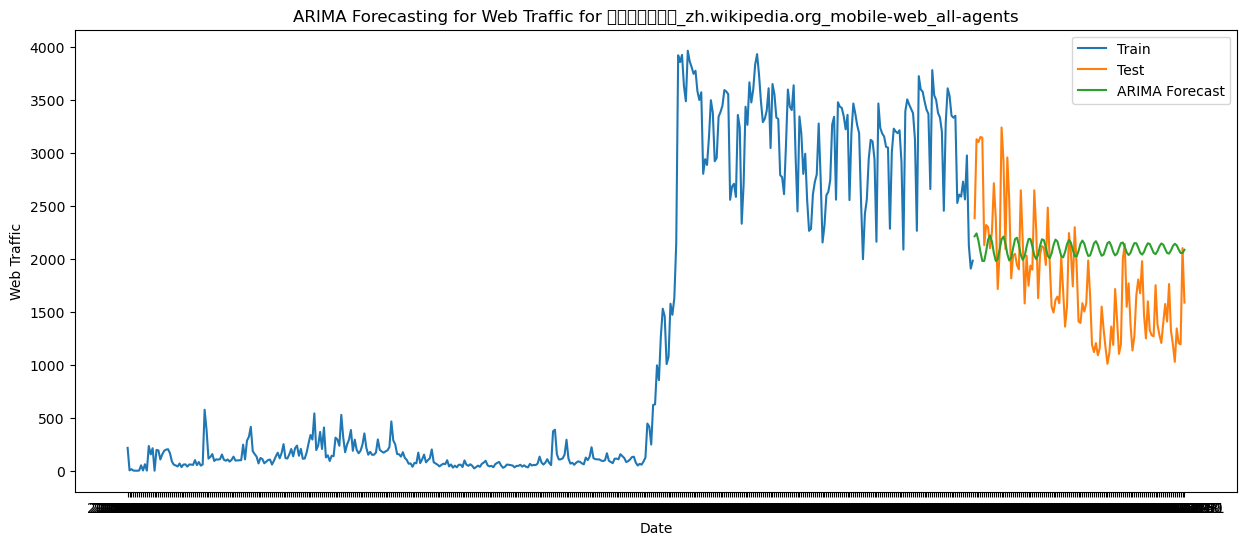 ARIMA Forecasting for Web Traffic for _zh.wikipedia.org_mobile-web_all-agents
Train
Test
ARIMA Forecast
Web Traffic
4000
3500
3000
2500
2000
1500
1000
500
0
Date